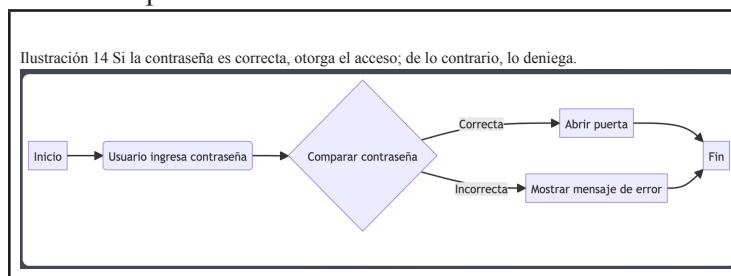 Ilustración 14 Si la contraseña es correcta, otorga el acceso; de lo contrario, lo deniega.
Inicio
Usuario ingresa contraseña
Comparar contraseña
Correcta
Abrir puerta
Incorrecta
Mostrar mensaje de error
Fin